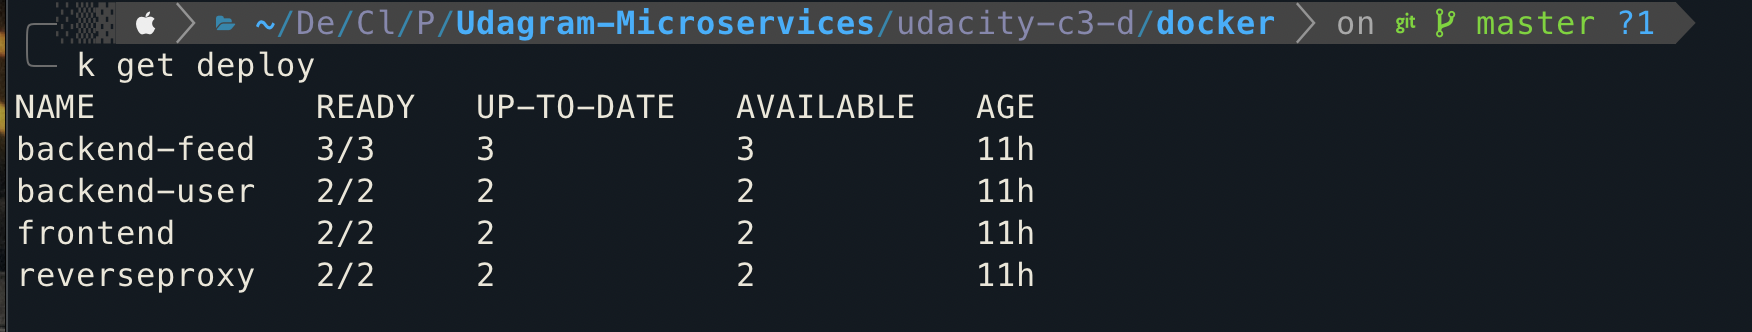 ~/De/Cl/P/Udagram-Microservices/udacity-c3-d/docker on git master ?1
k get deploy
NAME READY UP-TO-DATE AVAILABLE AGE
backend-feed 3/3 3 3 11h
backend-user 2/2 2 2 11h
frontend 2/2 2 2 11h
reverseproxy 2/2 2 2 11h